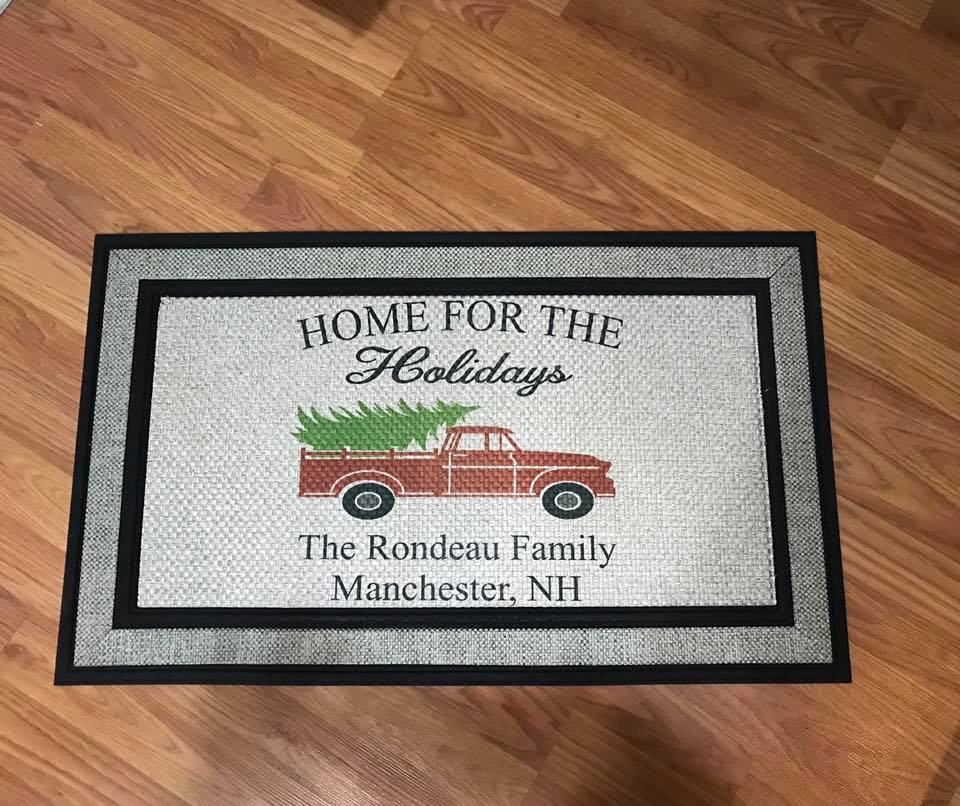 HOME FOR THE
Holidays
The Rondeau Family
Manchester, NH